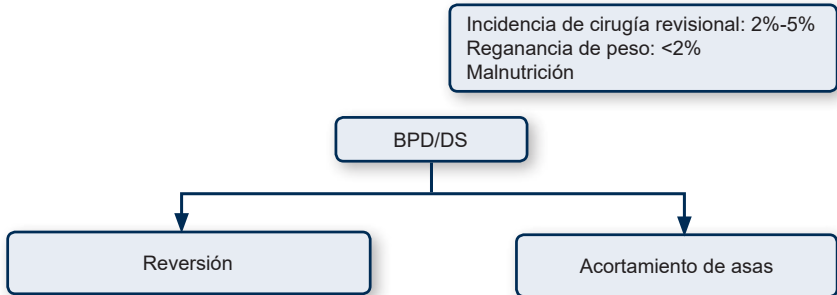 Incidencia de cirugía revisional: 2%-5%
Reganancia de peso: <2%
Malnutrición
BPD/DS
Reversión
Acortamiento de asas